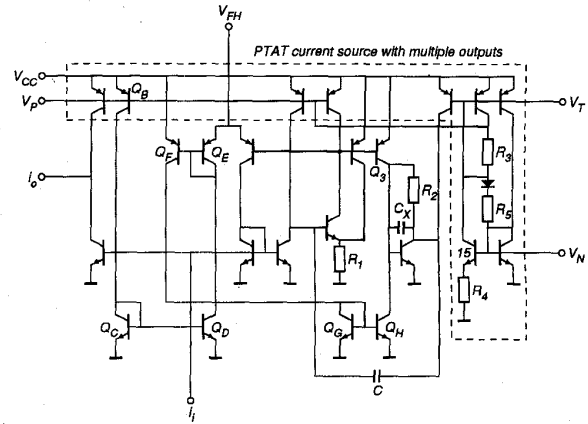 V_FH
PTAT current source with multiple outputs
V_CC
V_P
Q_B
V_T
Q_F
Q_E
Q_3
R_3
i_o
R_2
C_X
R_5
R_1
15
V_N
R_4
Q_C
Q_D
Q_G
Q_H
C
i_i